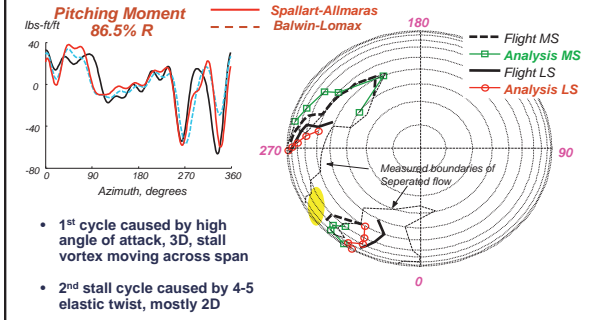 Pitching Moment
86.5% R
lbs-ft/ft
Spallart-Allmaras
Balwin-Lomax
40
0
-40
-80
0
90
180
270
360
Azimuth, degrees
• 1st cycle caused by high
angle of attack, 3D, stall
vortex moving across span
• 2nd stall cycle caused by 4-5
elastic twist, mostly 2D
180
Flight MS
Analysis MS
Flight LS
Analysis LS
270
90
Measured boundaries of
Seperated flow
0